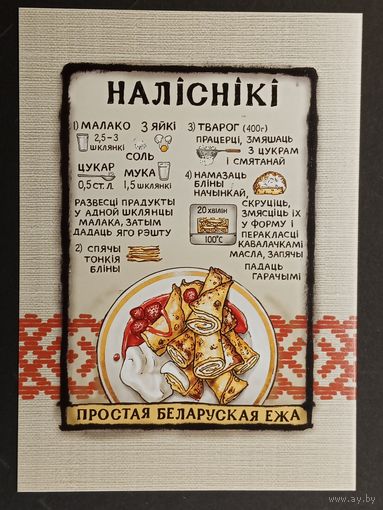 НАЛІСНІКІ
1) МАЛАКО 3 ЯЙКІ
2,5-3 ШКЛЯНКІ
СОЛЬ
ЦУКАР МУКА
0,5 СТ. Л 1,5 ШКЛЯНКІ
РАЗВЕСЦІ ПРАДУКТЫ
У АДНОЙ ШКЛЯНЦЫ
МАЛАКА, ЗАТЫМ
ДАДАЦЬ ЯГО РЭШТУ
2) СПЯЧЫ
ТОНКІЯ
БЛІНЫ
3) ТВАРОГ (400г)
ПРАЦЕРЦІ, ЗМЯШАЦЬ
З ЦУКРАМ
І СМЯТАНАЙ
4) НАМАЗАЦЬ
БЛІНЫ
НАЧЫНКАЙ,
СКРУЦІЦЬ,
ЗМЯСЦІЦЬ ІХ
У ФОРМУ І
ПЕРАКЛАСЦІ
КАВАЛАЧКАМІ
МАСЛА, ЗАПЯЧЫ
20 ХВІЛІН
100°С
ПАДАЦЬ
ГАРАЧЫМІ
ПРОСТАЯ БЕЛАРУСКАЯ ЕЖА
ay.by